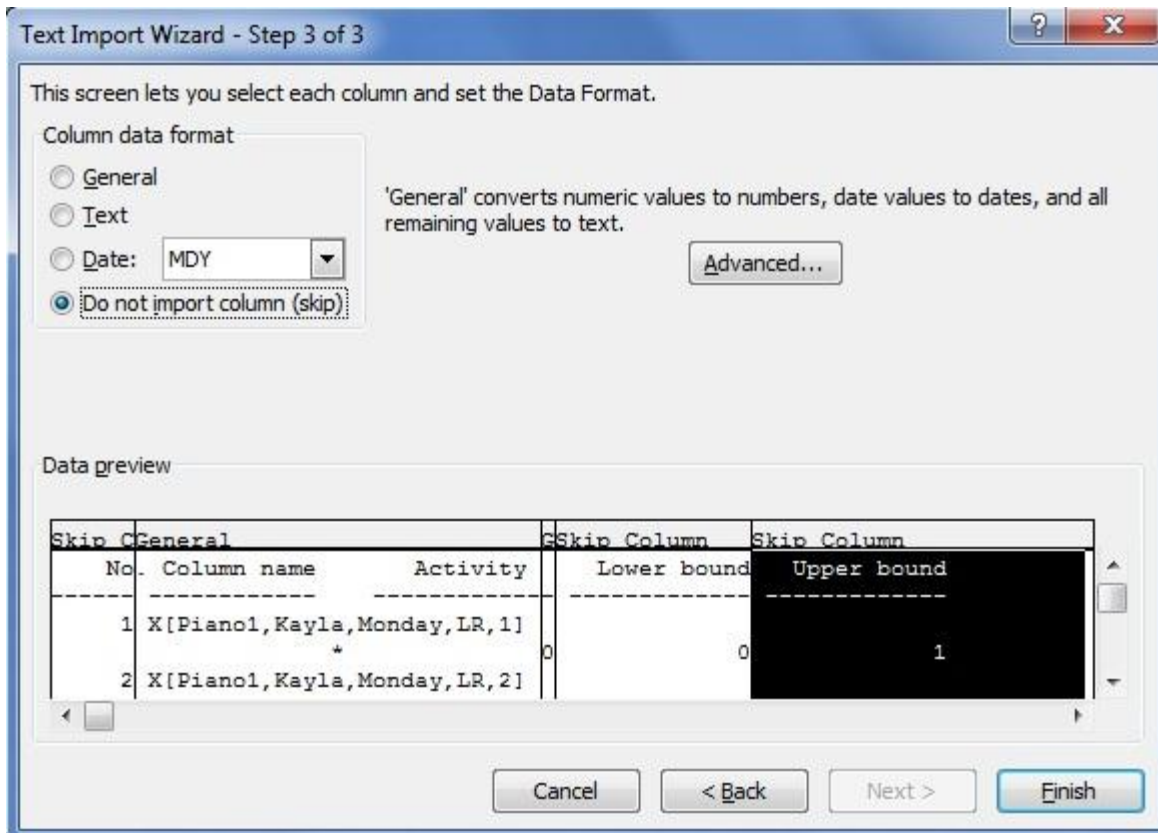 Text Import Wizard - Step 3 of 3
?
This screen lets you select each column and set the Data Format.
Column data format
General
Text
Date: MDY
Do not import column (skip)
'General' converts numeric values to numbers, date values to dates, and all
remaining values to text.
Advanced...
Data preview
Skip C General G Skip Column Skip Column
No. Column name Activity Lower bound Upper bound
------ ------------ ------------- ------------- -------------
1 X[Piano1,Kayla,Monday,LR,1]
* 0 0 1
2 X[Piano1,Kayla,Monday,LR,2]
Cancel < Back Next > Finish